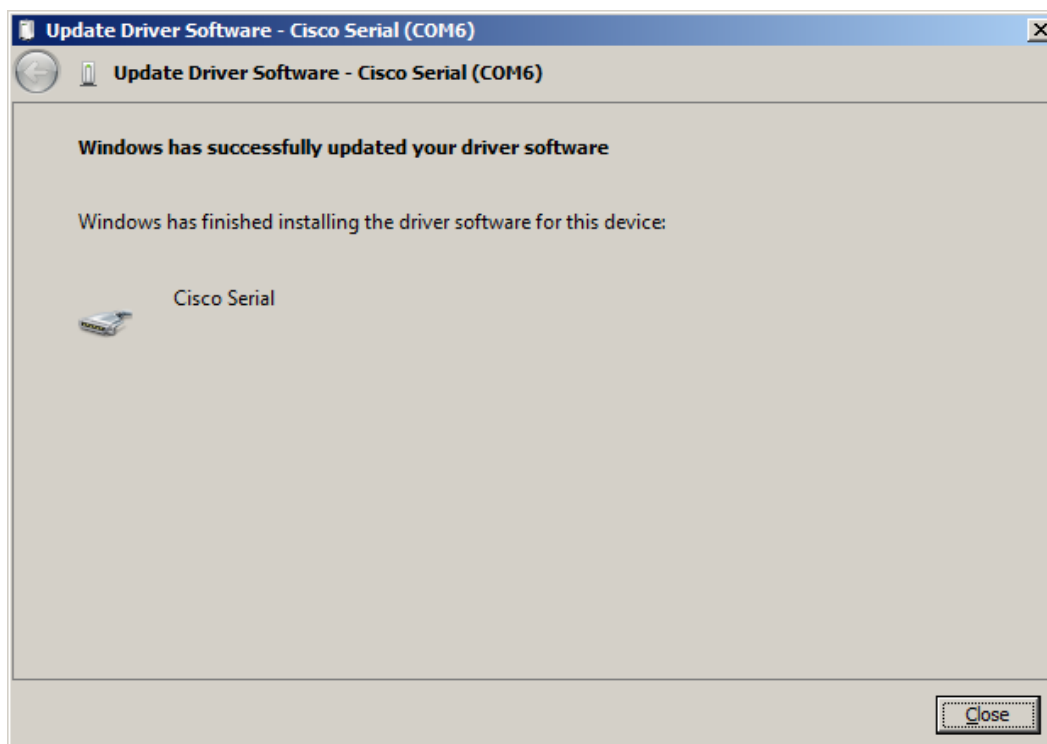 Update Driver Software - Cisco Serial (COM6)
Update Driver Software - Cisco Serial (COM6)
Windows has successfully updated your driver software
Windows has finished installing the driver software for this device:
Cisco Serial
Close